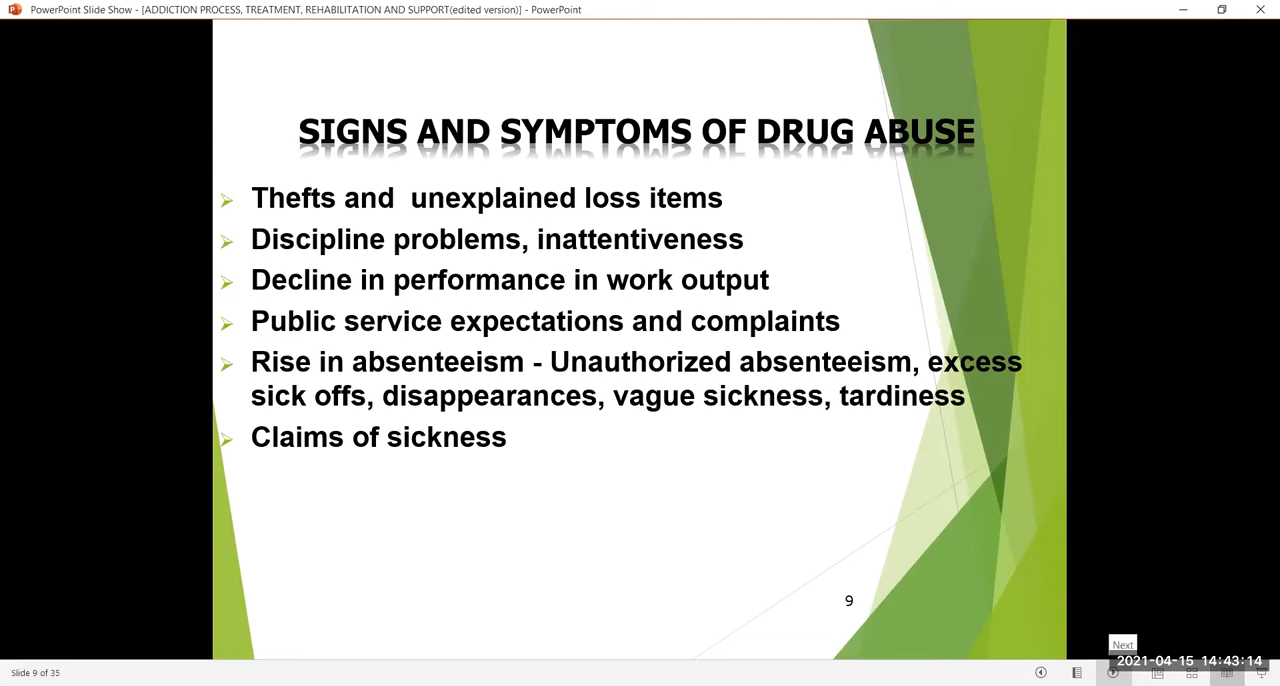 PowerPoint Slide Show - [ADDICTION PROCESS, TREATMENT, REHABILITATION AND SUPPORT(edited version)] - PowerPoint
SIGNS AND SYMPTOMS OF DRUG ABUSE
Thefts and  unexplained loss items
Discipline problems, inattentiveness
Decline in performance in work output
Public service expectations and complaints
Rise in absenteeism - Unauthorized absenteeism, excess
sick offs, disappearances, vague sickness, tardiness
Claims of sickness
9
Next
2021-04-15 14:43:14
Slide 9 of 35